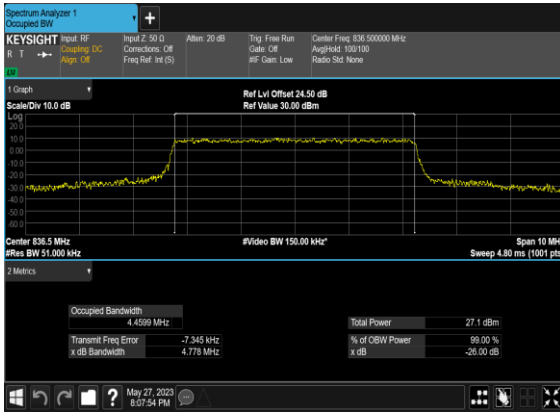 Spectrum Analyzer 1
Occupied BW
+
KEYSIGHT Input: RF Input Z: 50 Ω Atten: 20 dB Trig: Free Run Center Freq: 836.500000 MHz
R T Coupling: DC Corrections: Off Gate: Off Avg|Hold: 100/100
Align: Off Freq Ref: Int (S) #IF Gain: Low Radio Std: None
LW
1 Graph
Ref Lvl Offset 24.50 dB
Scale/Div 10.0 dB Ref Value 30.00 dBm
Log
20.0
10.0
0.00
-10.0
-20.0
-30.0
-40.0
-50.0
-60.0
Center 836.5 MHz #Video BW 150.00 kHz* Span 10 MH
#Res BW 51.000 kHz Sweep 4.80 ms (1001 pts
2 Metrics
Occupied Bandwidth
4.4599 MHz Total Power 27.1 dBm
Transmit Freq Error -7.345 kHz % of OBW Power 99.00 %
x dB Bandwidth 4.778 MHz x dB -26.00 dB
? May 27, 2023
8:07:54 PM